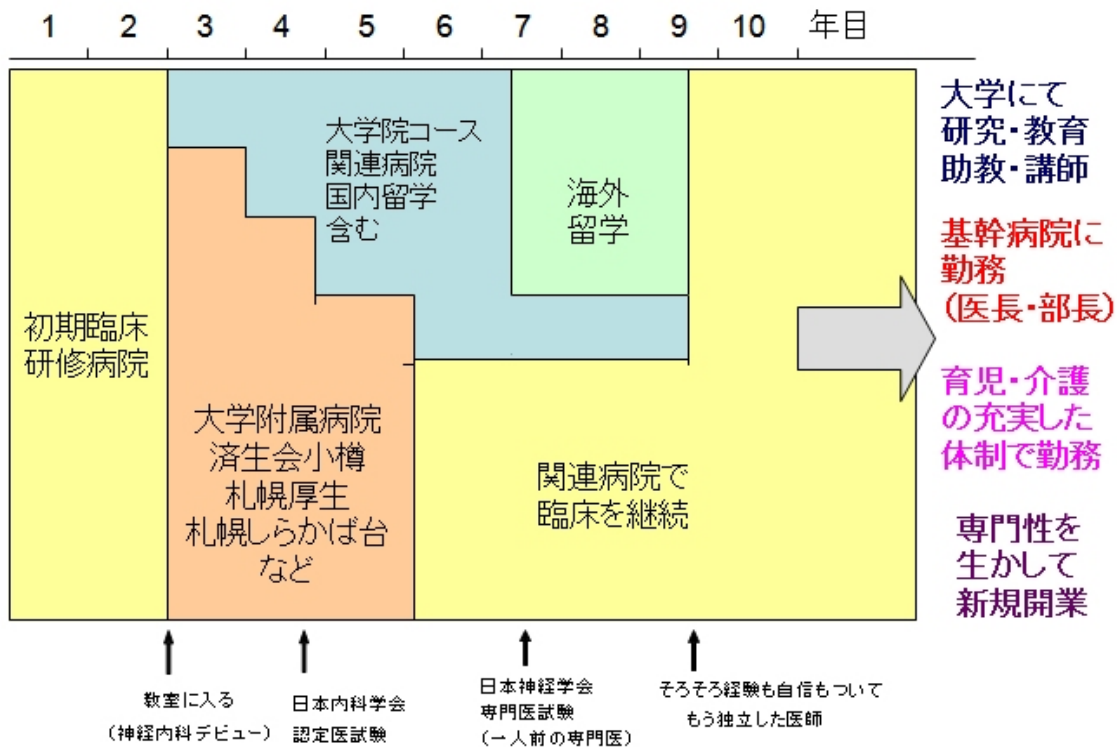 1 2 3 4 5 6 7 8 9 10 年目
大学院コース
関連病院
国内留学
含む
海外
留学
初期臨床
研修病院
大学附属病院
済生会小樽
札幌厚生
札幌しらかば台
など
関連病院で
臨床を継続
大学にて
研究・教育
助教・講師
基幹病院に
勤務
(医長・部長)
育児・介護
の充実した
体制で勤務
専門性を
生かして
新規開業
教室に入る
(神経内科デビュー)
日本内科学会
認定医試験
日本神経学会
専門医試験
(一人前の専門医)
そろそろ経験も自信もついて
もう独立した医師